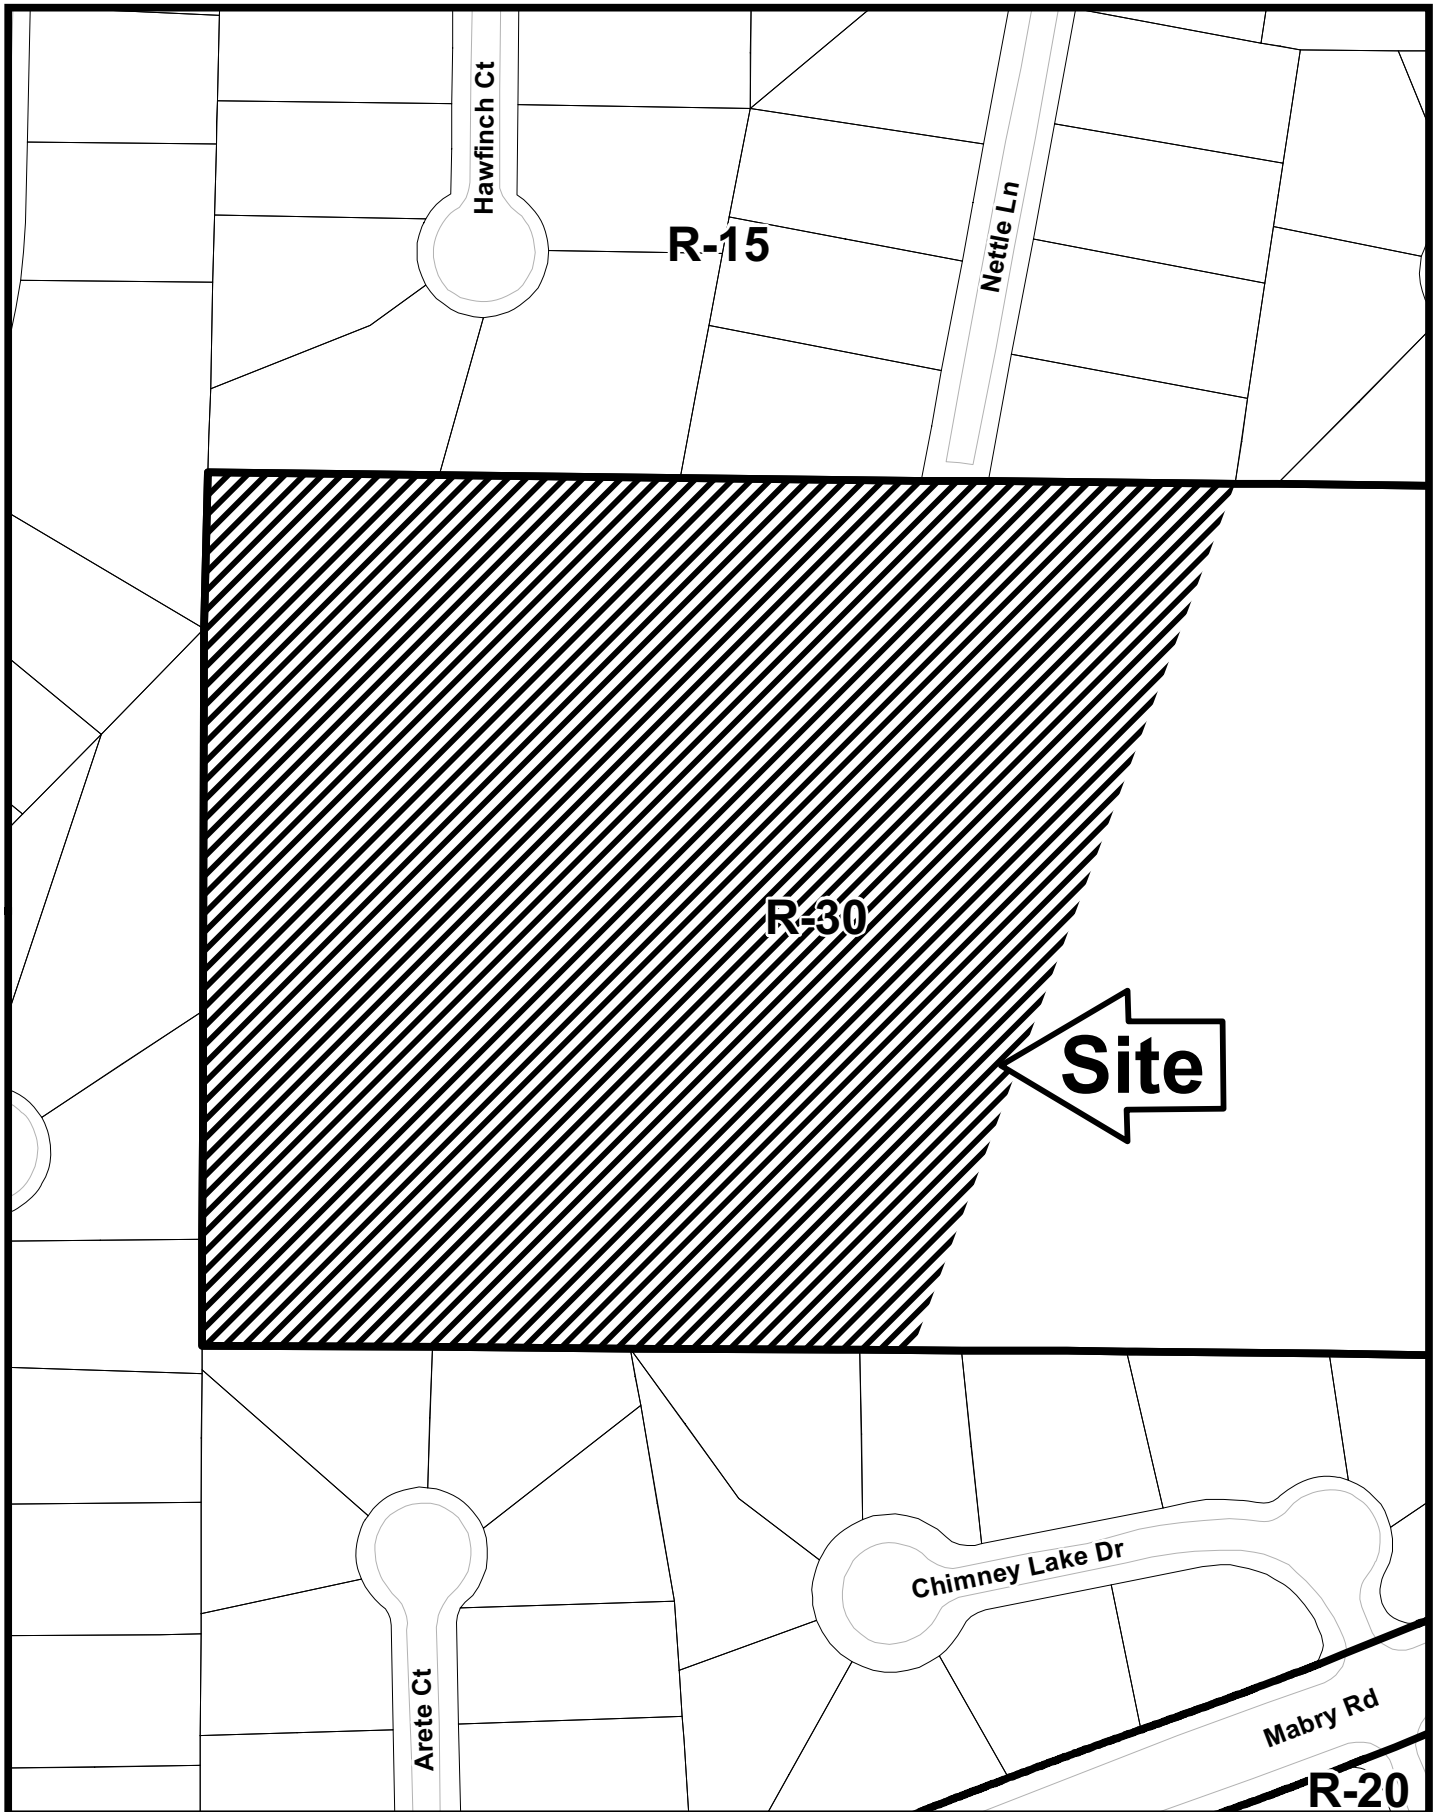 Hawfinch Ct
Nettle Ln
R-15
R-30
Site
Chimney Lake Dr
Arete Ct
Mabry Rd
R-20